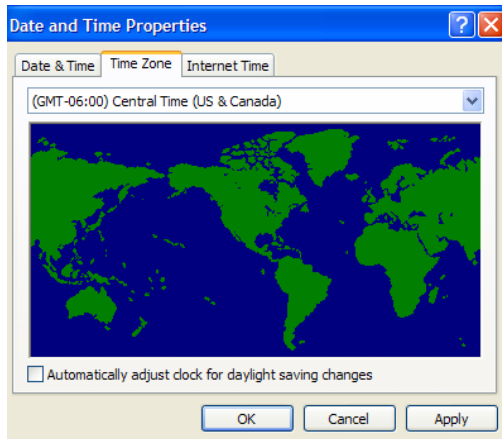 Date and Time Properties
Date & Time Time Zone Internet Time
(GMT-06:00) Central Time (US & Canada)
Automatically adjust clock for daylight saving changes
OK Cancel Apply